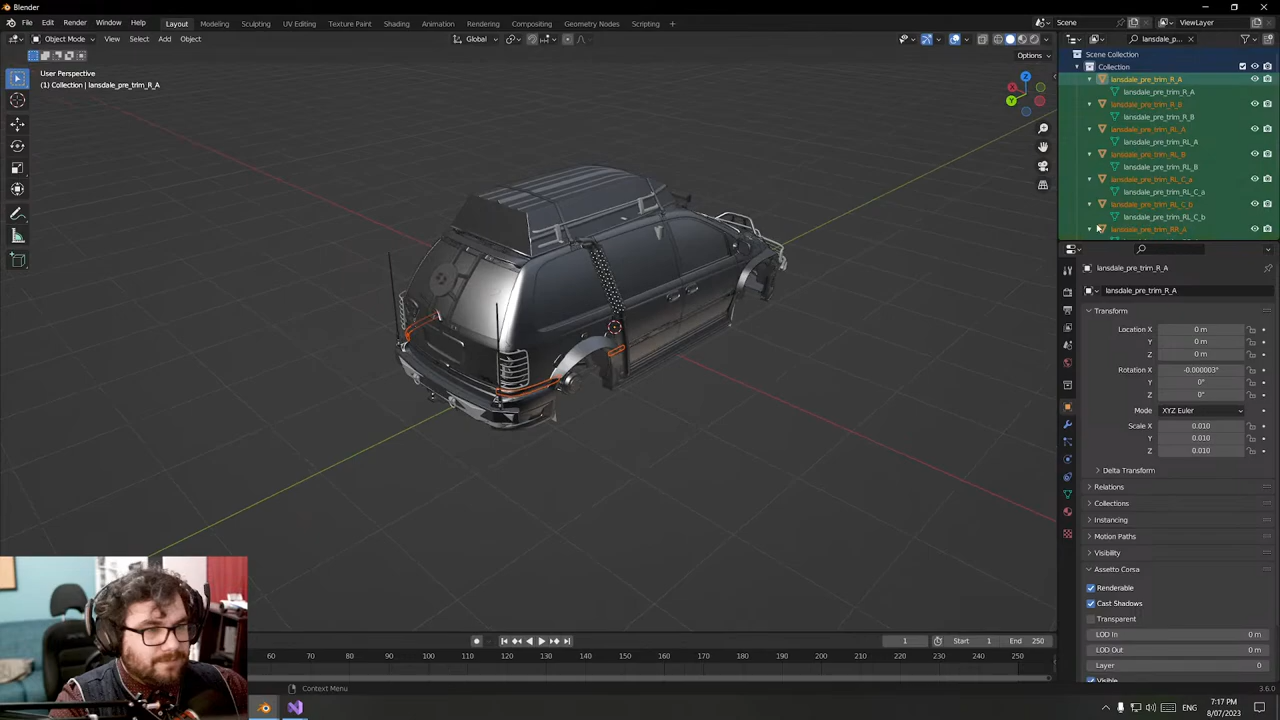 Blender
File Edit Render Window Help Layout Modeling Sculpting UV Editing Texture Paint Shading Animation Rendering Compositing Geometry Nodes Scripting Scene ViewLayer
Object Mode View Select Add Object Global lansdale_p...
Options
User Perspective
(1) Collection | lansdale_pre_trim_R_A
Scene Collection
Collection
lansdale_pre_trim_R_A
lansdale_pre_trim_R_A
lansdale_pre_trim_R_B
lansdale_pre_trim_R_B
lansdale_pre_trim_RL_A
lansdale_pre_trim_RL_A
lansdale_pre_trim_RL_B
lansdale_pre_trim_RL_B
lansdale_pre_trim_RL_C_a
lansdale_pre_trim_RL_C_a
lansdale_pre_trim_RL_C_b
lansdale_pre_trim_RL_C_b
lansdale_pre_trim_RR_A
lansdale_pre_trim_R_A
lansdale_pre_trim_R_A
Transform
Location X 0 m
Y 0 m
Z 0 m
Rotation X -0.000003°
Y 0°
Z 0°
Mode XYZ Euler
Scale X 0.010
Y 0.010
Z 0.010
Delta Transform
Relations
Collections
Instancing
Motion Paths
Visibility
Assetto Corsa
Renderable
Cast Shadows
Transparent
LOD In 0 m
LOD Out 0 m
Layer 0
Visible
1 Start 1 End 250
60 70 80 90 100 110 120 130 140 150 160 170 180 190 200 210 220 230 240 250
Context Menu 3.6.0
ENG 7:17 PM
8/07/2023